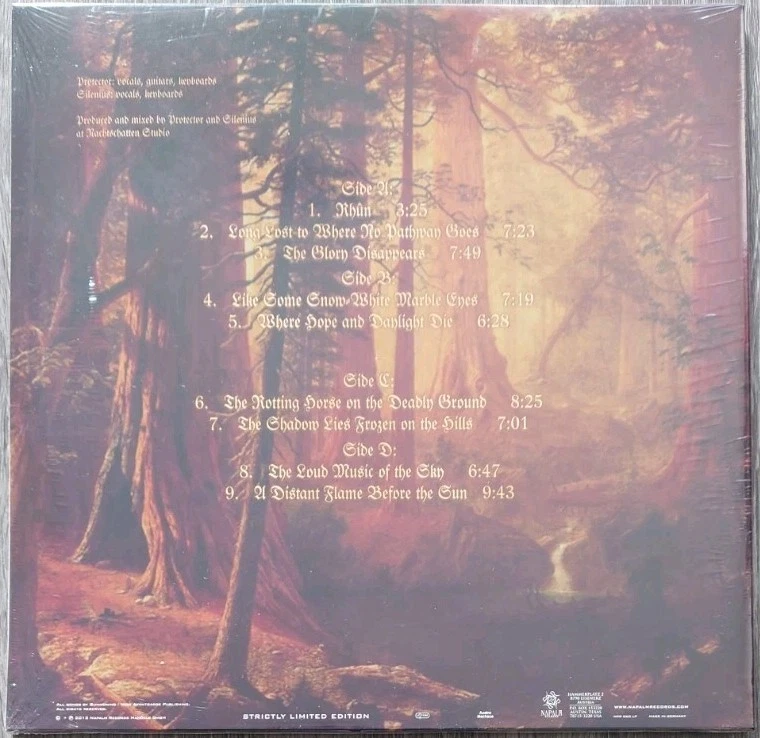 Protector: vocals, guitars, keyboards
Silenius: vocals, keyboards
Produced and mixed by Protector and Silenius
at Nachtschatten Studio
Side A:
1. Rhûn 3:25
2. Long-Lost to Where No Pathway Goes 7:23
3. The Glory Disappears 7:49
Side B:
4. Like Some Snow-White Marble Eyes 7:19
5. Where Hope and Daylight Die 6:28
Side C:
6. The Rotting Horse on the Deadly Ground 8:25
7. The Shadow Lies Frozen on the Hills 7:01
Side D:
8. The Loud Music of the Sky 6:47
9. A Distant Flame Before the Sun 9:43
All rights reserved.
STRICTLY LIMITED EDITION
NAPALM
www.napalmrecords.com